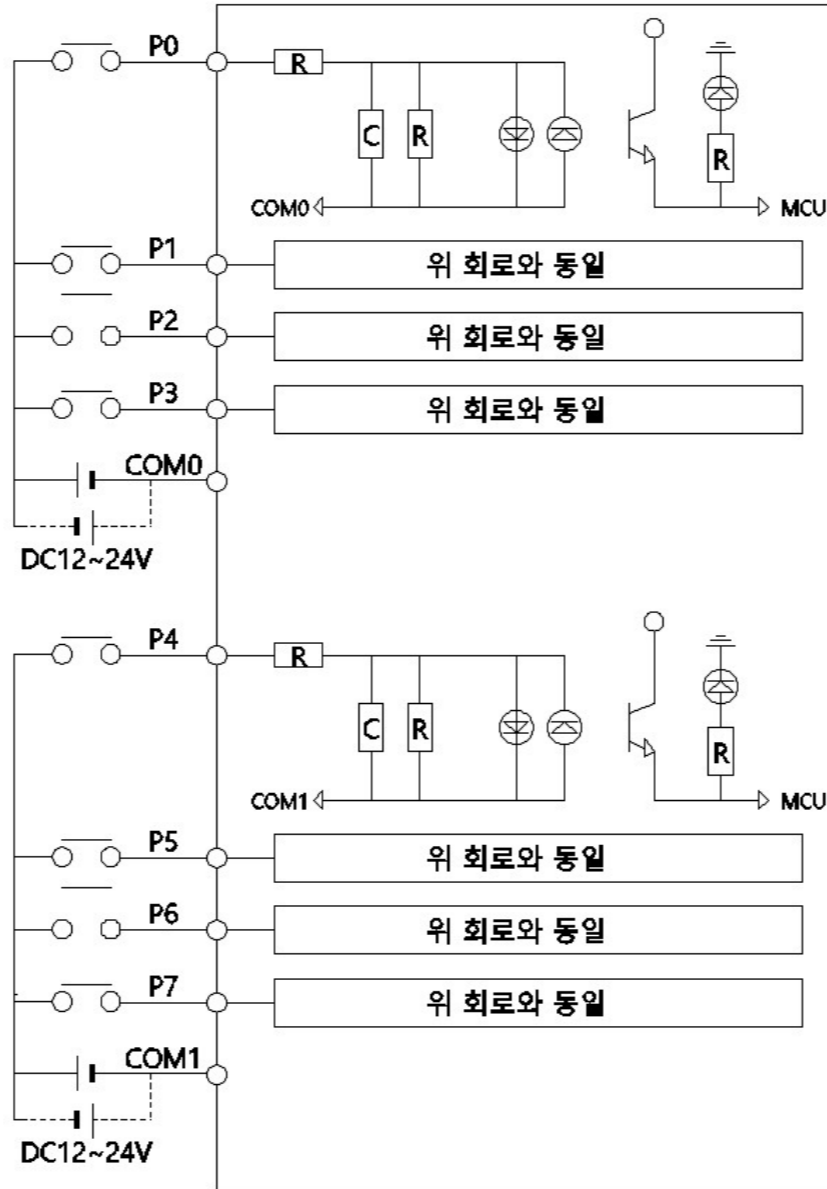 P0
R
C R
R
COM0
MCU
P1
위 회로와 동일
P2
위 회로와 동일
P3
위 회로와 동일
COM0
DC12~24V
P4
R
C R
R
COM1
MCU
P5
위 회로와 동일
P6
위 회로와 동일
P7
위 회로와 동일
COM1
DC12~24V